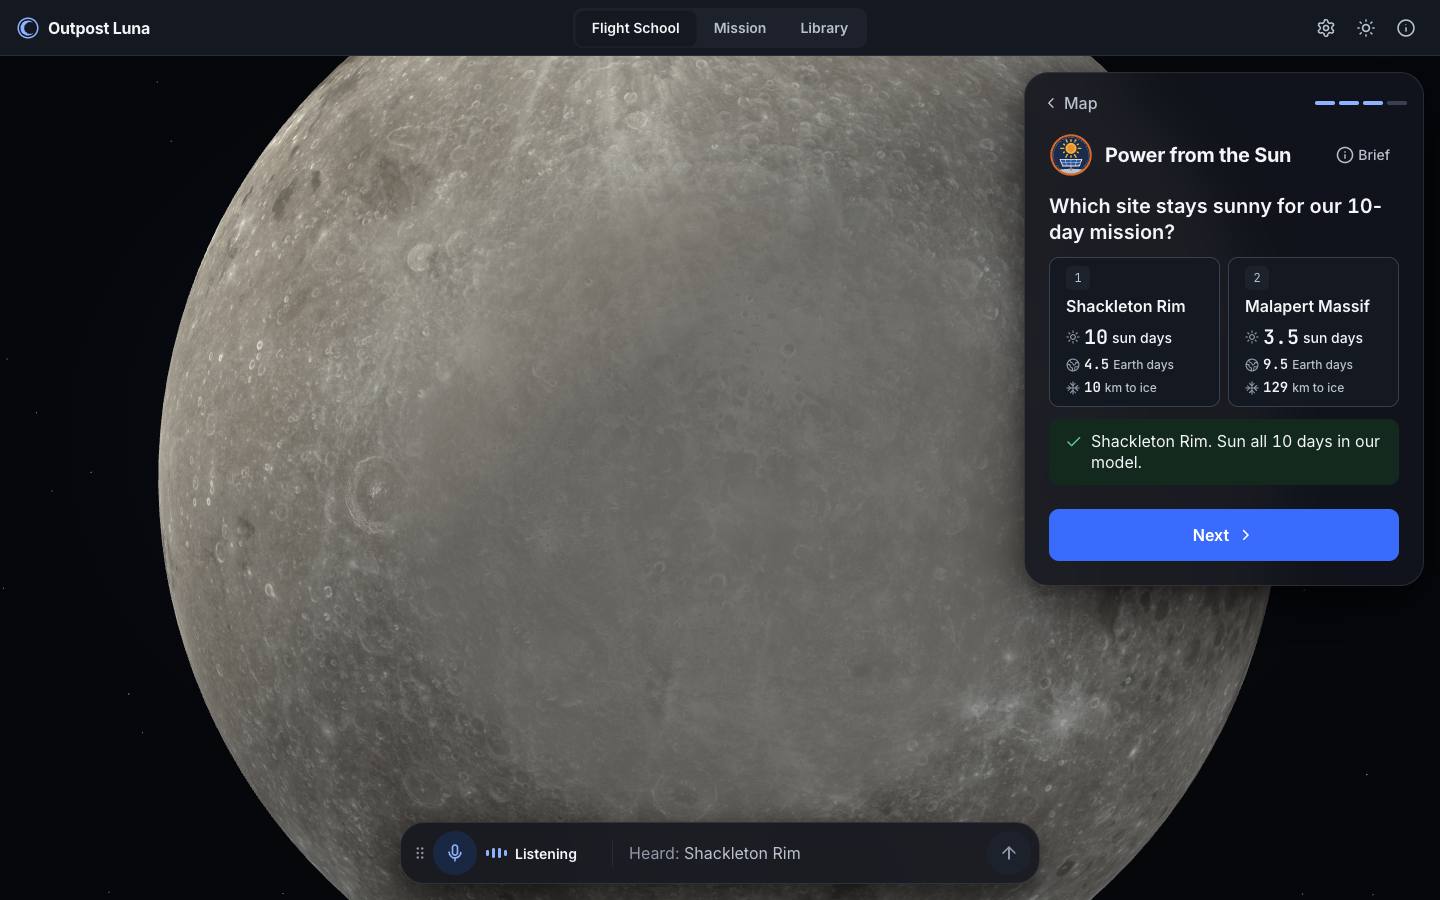 Outpost Luna
Flight School
Mission
Library
Map
Power from the Sun
Brief
Which site stays sunny for our 10-
day mission?
1
Shackleton Rim
10 sun days
4.5 Earth days
10 km to ice
2
Malapert Massif
3.5 sun days
9.5 Earth days
129 km to ice
Shackleton Rim. Sun all 10 days in our
model.
Next
Listening
Heard: Shackleton Rim